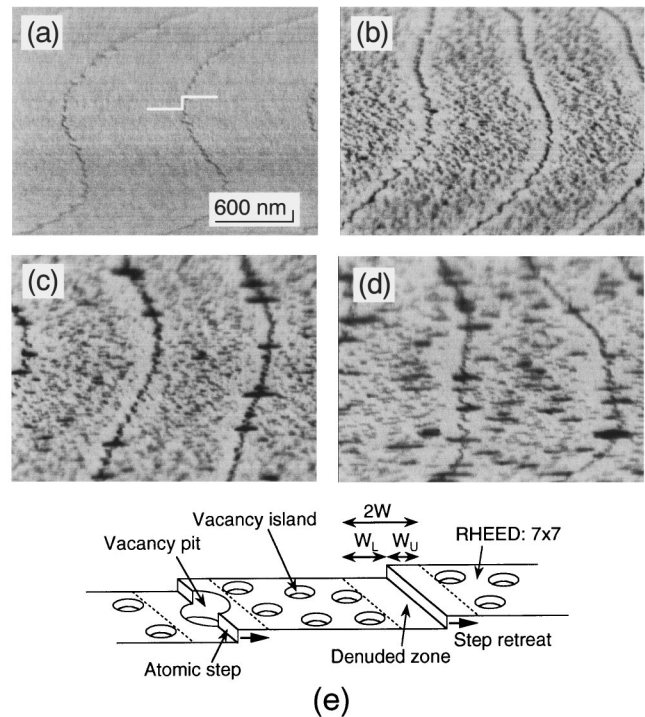 (a)
(b)
600 nm
(c)
(d)
2W
Vacancy island
W_L W_U
RHEED: 7x7
Vacancy pit
Step retreat
Atomic step
Denuded zone
(e)